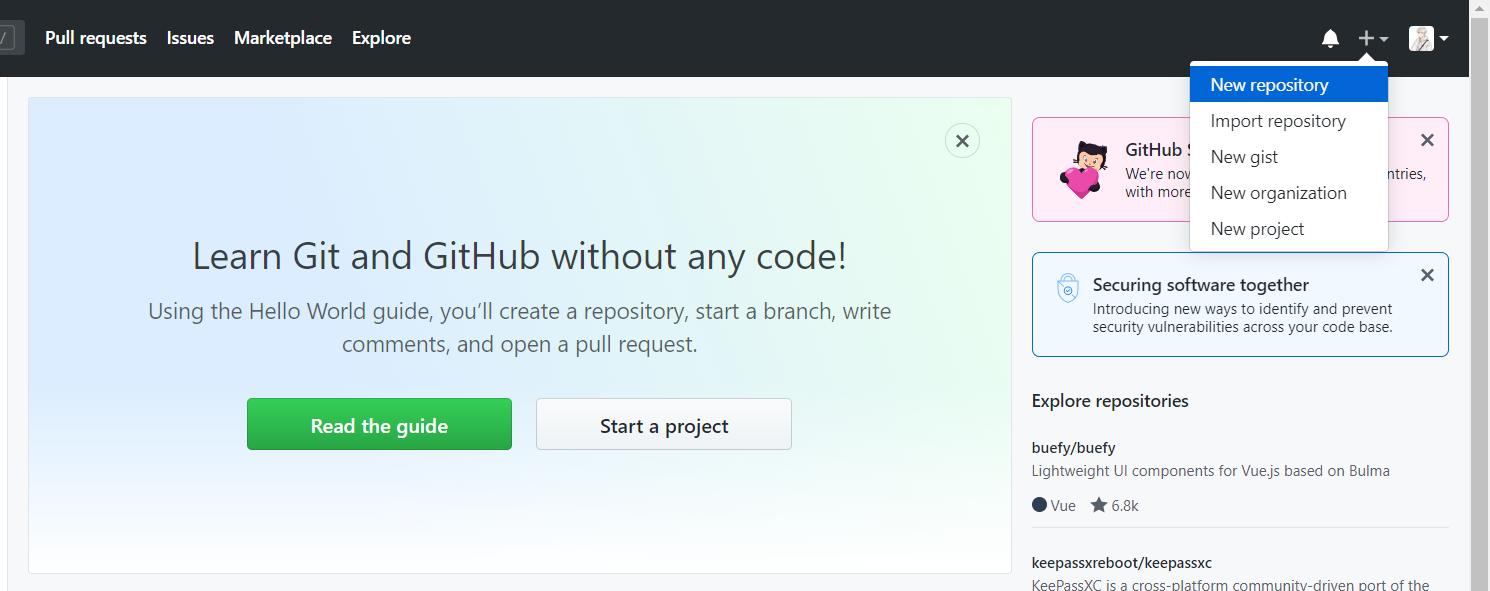 /
Pull requests
Issues
Marketplace
Explore
New repository
Import repository
New gist
New organization
New project
Learn Git and GitHub without any code!
Using the Hello World guide, you’ll create a repository, start a branch, write
comments, and open a pull request.
Read the guide
Start a project
GitHub
We're now
ntries,
with more
Securing software together
Introducing new ways to identify and prevent
security vulnerabilities across your code base.
Explore repositories
buefy/buefy
Lightweight UI components for Vue.js based on Bulma
Vue
6.8k
keepassxreboot/keepassxc
KeePassXC is a cross-platform community-driven port of the